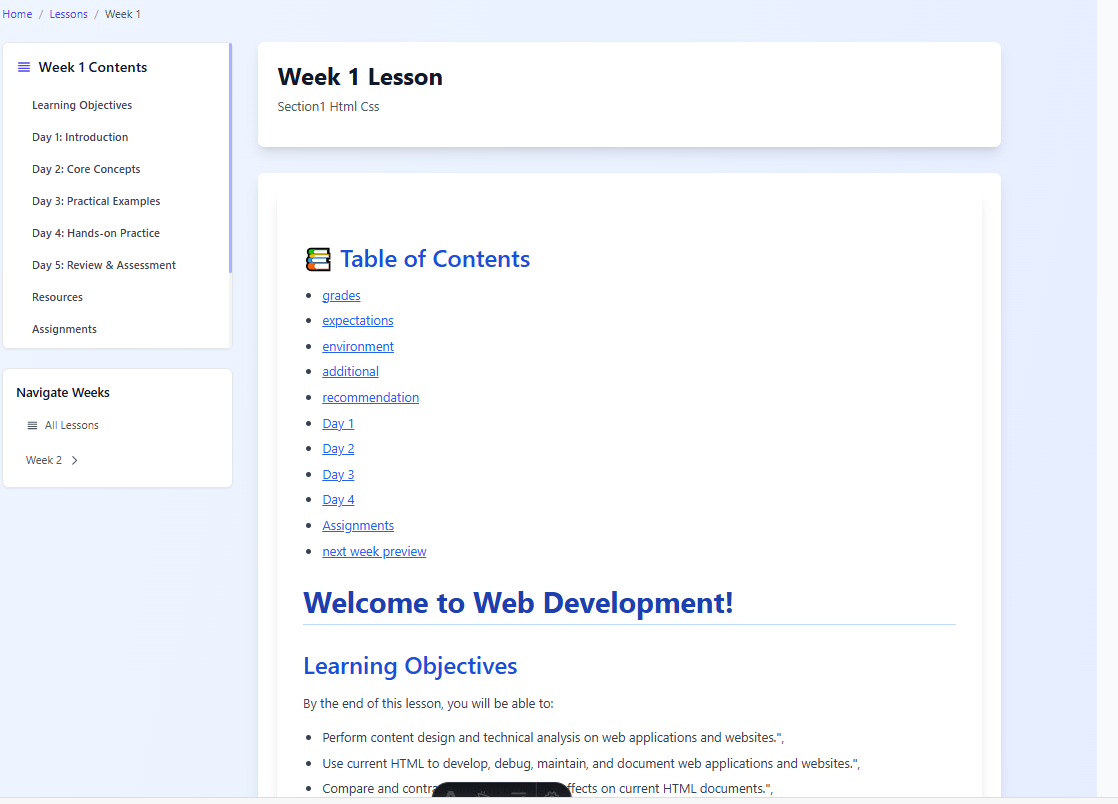 Home / Lessons / Week 1
Week 1 Contents
Learning Objectives
Day 1: Introduction
Day 2: Core Concepts
Day 3: Practical Examples
Day 4: Hands-on Practice
Day 5: Review & Assessment
Resources
Assignments
Navigate Weeks
All Lessons
Week 2
Week 1 Lesson
Section1 Html Css
Table of Contents
grades
expectations
environment
additional
recommendation
Day 1
Day 2
Day 3
Day 4
Assignments
next week preview
Welcome to Web Development!
Learning Objectives
By the end of this lesson, you will be able to:
Perform content design and technical analysis on web applications and websites.",
Use current HTML to develop, debug, maintain, and document web applications and websites.",
Compare and on current HTML documents.",